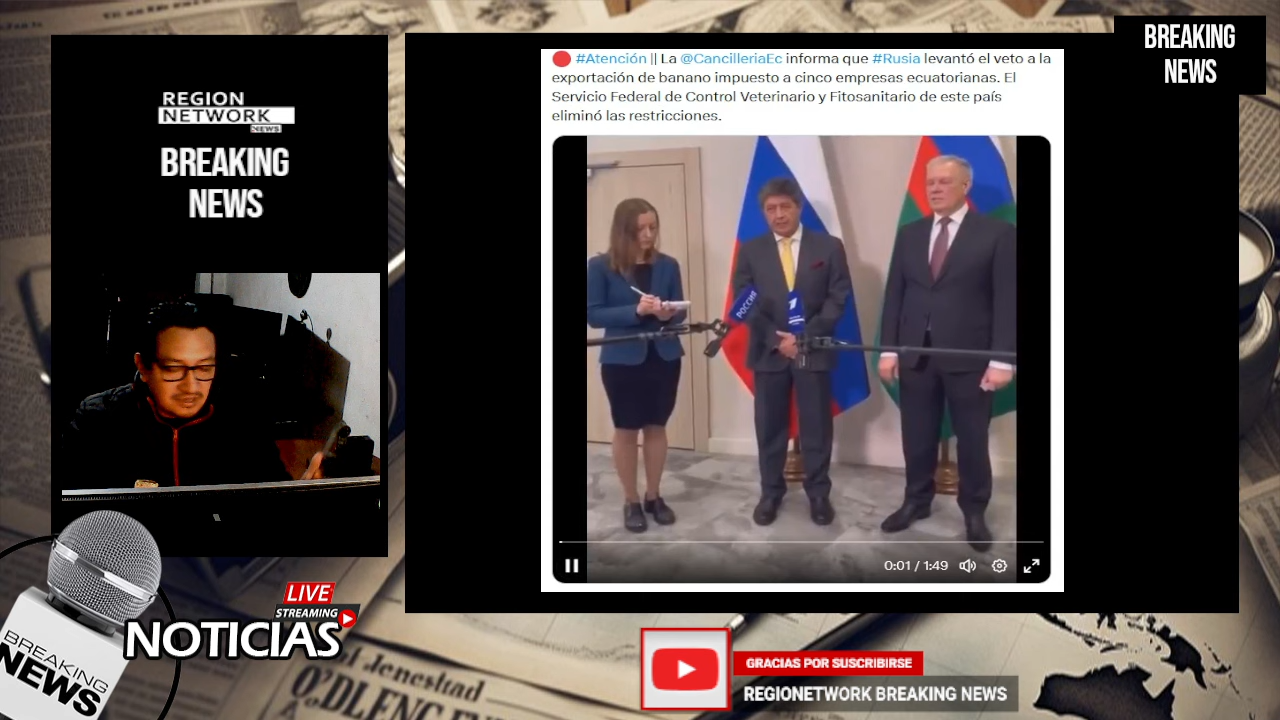 BREAKING
NEWS
REGION
NETWORK
NEWS
BREAKING
NEWS
🔴 #Atención || La @CancilleriaEc informa que #Rusia levantó el veto a la
exportación de banano impuesto a cinco empresas ecuatorianas. El
Servicio Federal de Control Veterinario y Fitosanitario de este país
eliminó las restricciones.
РОССИЯ
0:01 / 1:49
BREAKING
NEWS
LIVE
STREAMING
NOTICIAS
GRACIAS POR SUSCRIBIRSE
REGIONETWORK BREAKING NEWS